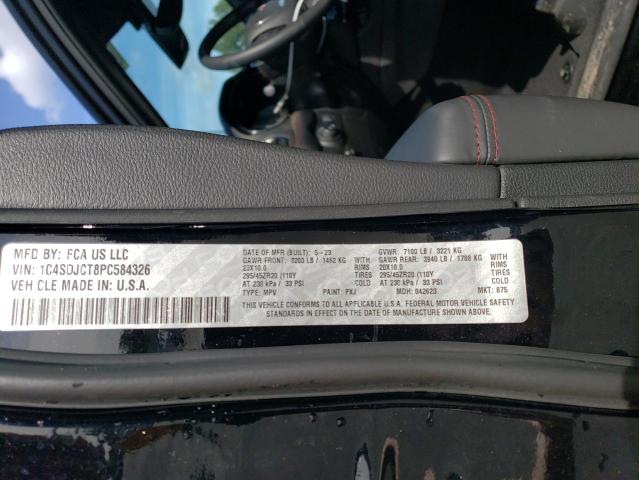 MFD BY: FCA US LLC
VIN: 1C4SDJCT8PC584326
VEHICLE MADE IN: U.S.A.
DATE OF MFR (BUILT): 5-23
GAWR FRONT: 3200 LB / 1452 KG
20X10.0 RIMS
295/45ZR20 (110Y TIRES
AT 230 kPa / 33 PSI COLD
GVWR: 7100 LB / 3221 KG
GAWR REAR: 3940 LB / 1788 KG
20X10.0 RIMS
295/45ZR20 (110Y TIRES
AT 230 kPa / 33 PSI COLD
TYPE: MPV PAINT: PXJ MDH: 042623 MKT: 875
THIS VEHICLE CONFORMS TO ALL APPLICABLE U.S.A. FEDERAL MOTOR VEHICLE SAFETY
STANDARDS IN EFFECT ON THE DATE OF MANUFACTURE SHOWN ABOVE.